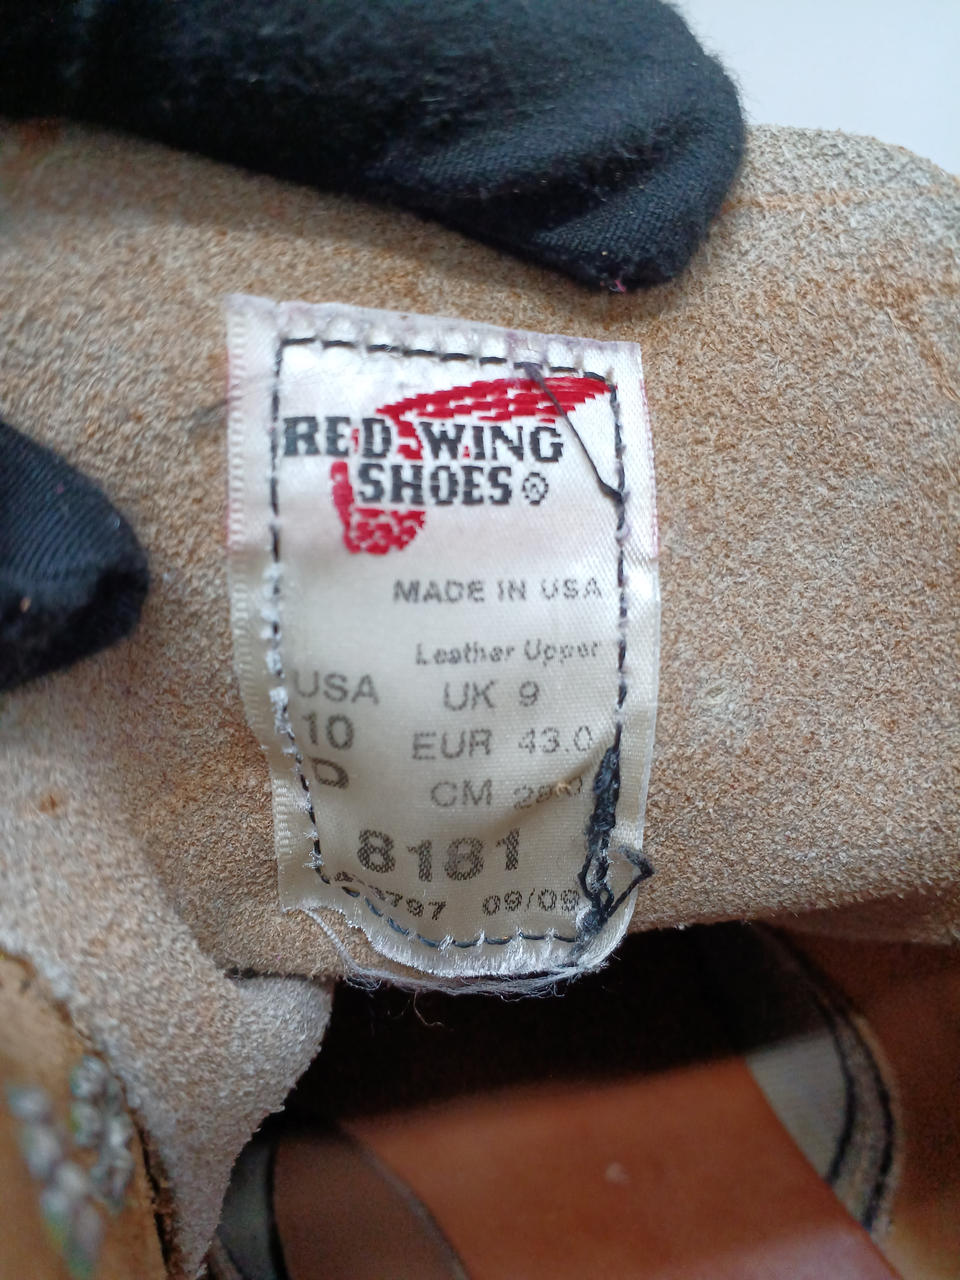 RED WING
SHOES®
MADE IN USA
Leather Upper
USA UK 9
10 EUR 43.0
D CM
8181
09/09